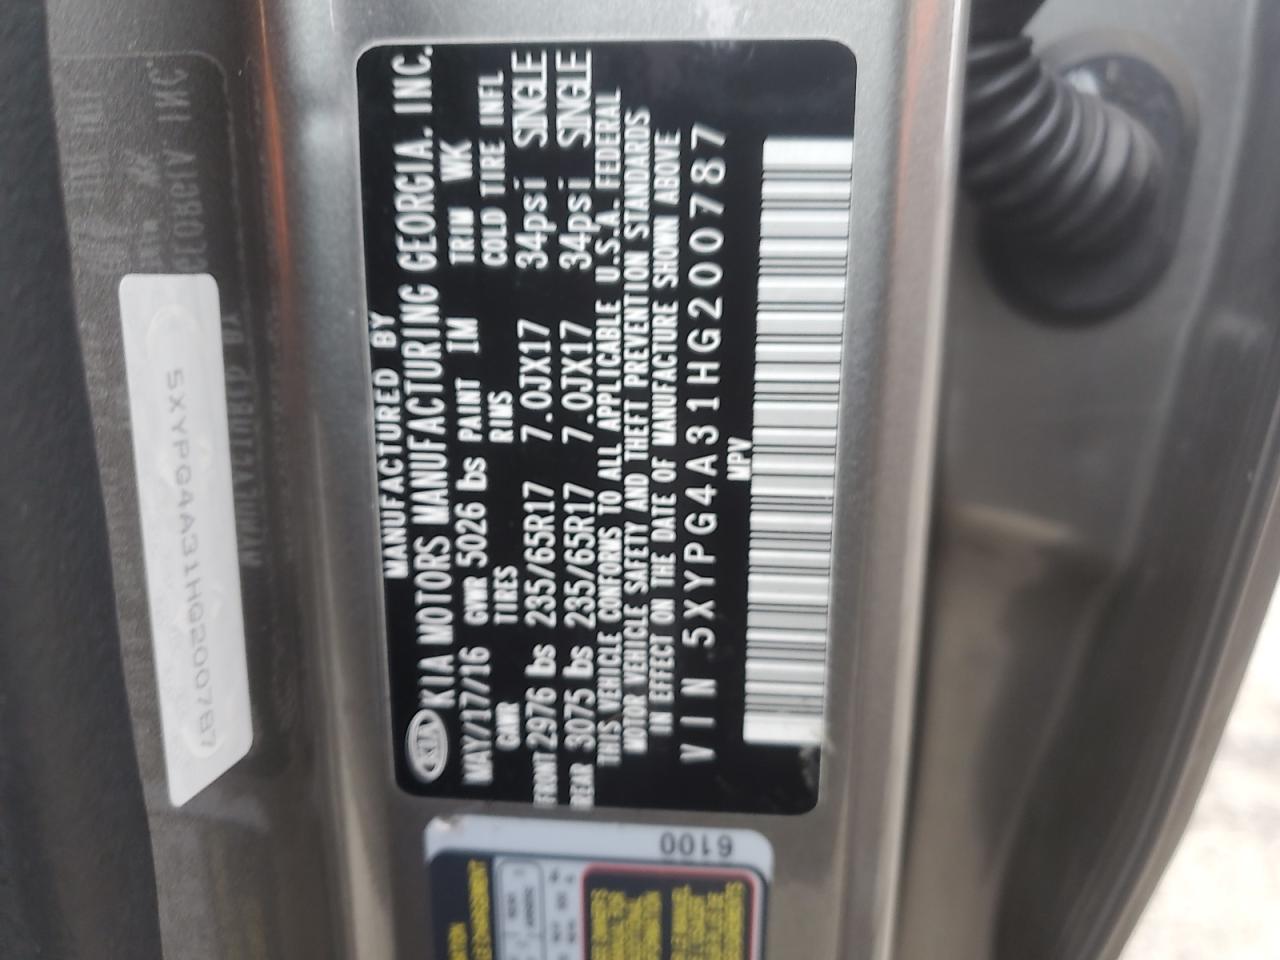 KIA
MANUFACTURED BY
KIA MOTORS MANUFACTURING GEORGIA. INC.
MAY/17/16 GVWR 5026 lbs PAINT IM TRIM WK
GAWR TIRES RIMS COLD TIRE INFL
FRONT 2976 lbs 235/65R17 7.0JX17 34psi SINGLE
REAR 3075 lbs 235/65R17 7.0JX17 34psi SINGLE
THIS VEHICLE CONFORMS TO ALL APPLICABLE U.S.A. FEDERAL
MOTOR VEHICLE SAFETY AND THEFT PREVENTION STANDARDS
IN EFFECT ON THE DATE OF MANUFACTURE SHOWN ABOVE
VIN 5XYPG4A31HG200787
MPV
5XYPG4A31HG200787
6100